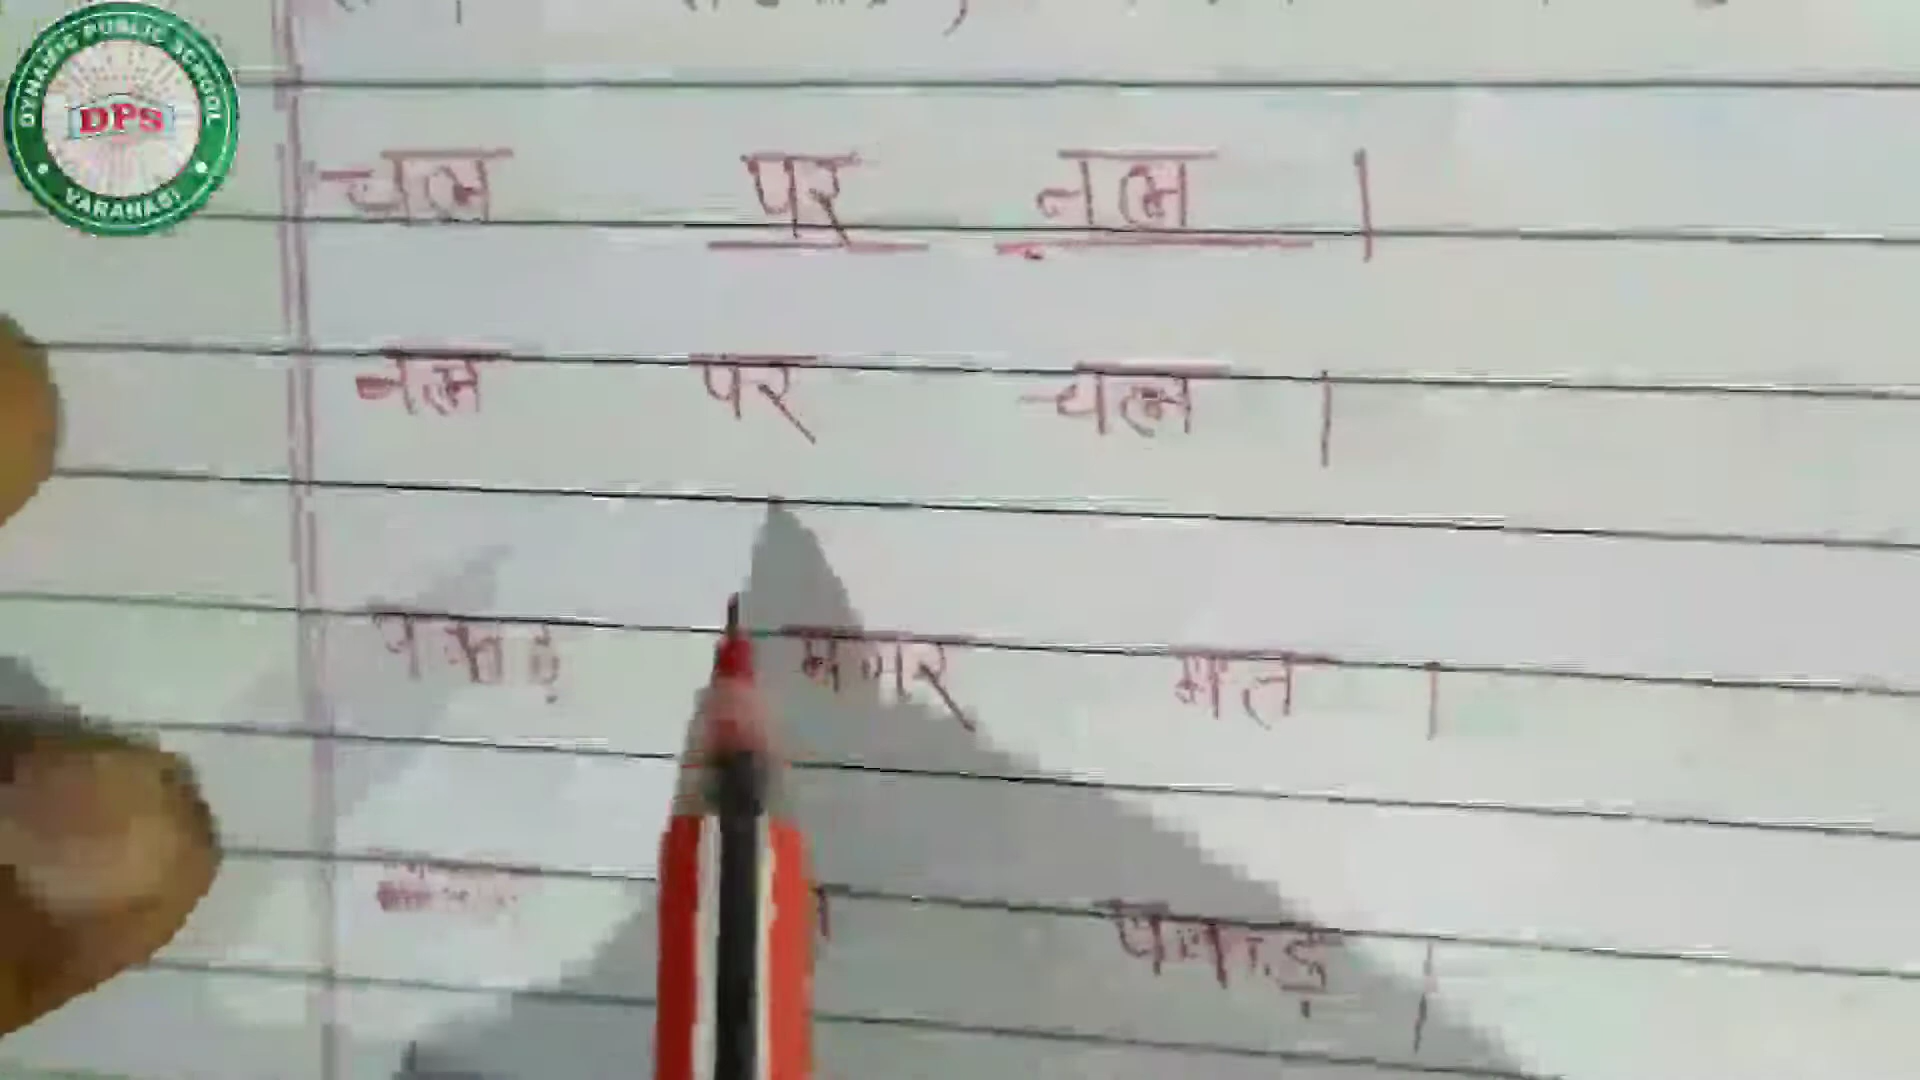 DYNAMIC PUBLIC SCHOOL
DPS
VARANASI
चल पर नल ।
नल पर चल ।
पकड़ मगर मत ।
पकड़ ।